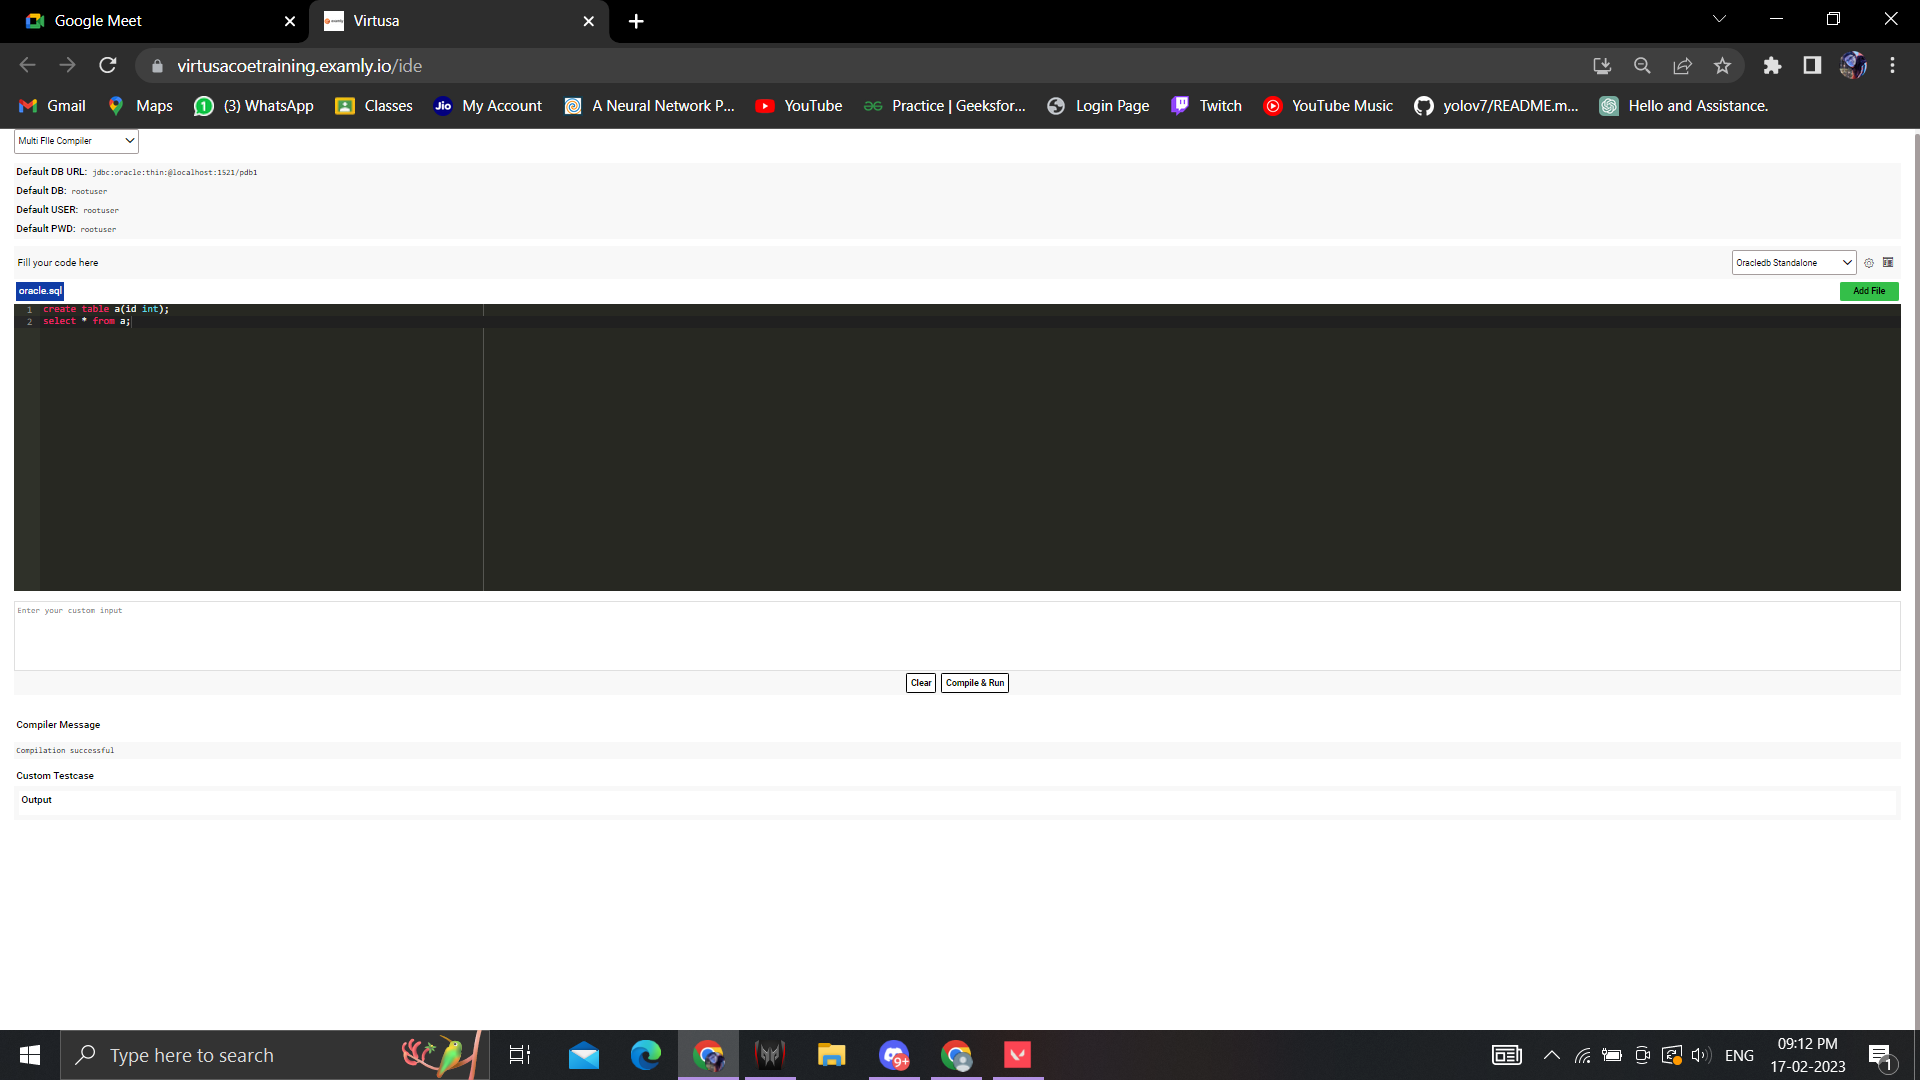 Google Meet
Virtusa
virtusacoetraining.examly.io/ide
Gmail
Maps
(3) WhatsApp
Classes
My Account
A Neural Network P...
YouTube
Practice | Geeksfor...
Login Page
Twitch
YouTube Music
yolov7/README.m...
Hello and Assistance.
Multi File Compiler
Default DB URL: jdbc:oracle:thin:@localhost:1521/pdb1
Default DB: rootuser
Default USER: rootuser
Default PWD: rootuser
Fill your code here
Oracledb Standalone
oracle.sql
Add File
1 create table a(id int);
2 select * from a;
Enter your custom input
Clear
Compile & Run
Compiler Message
Compilation successful
Custom Testcase
Output
Type here to search
9+
ENG
09:12 PM
17-02-2023
1